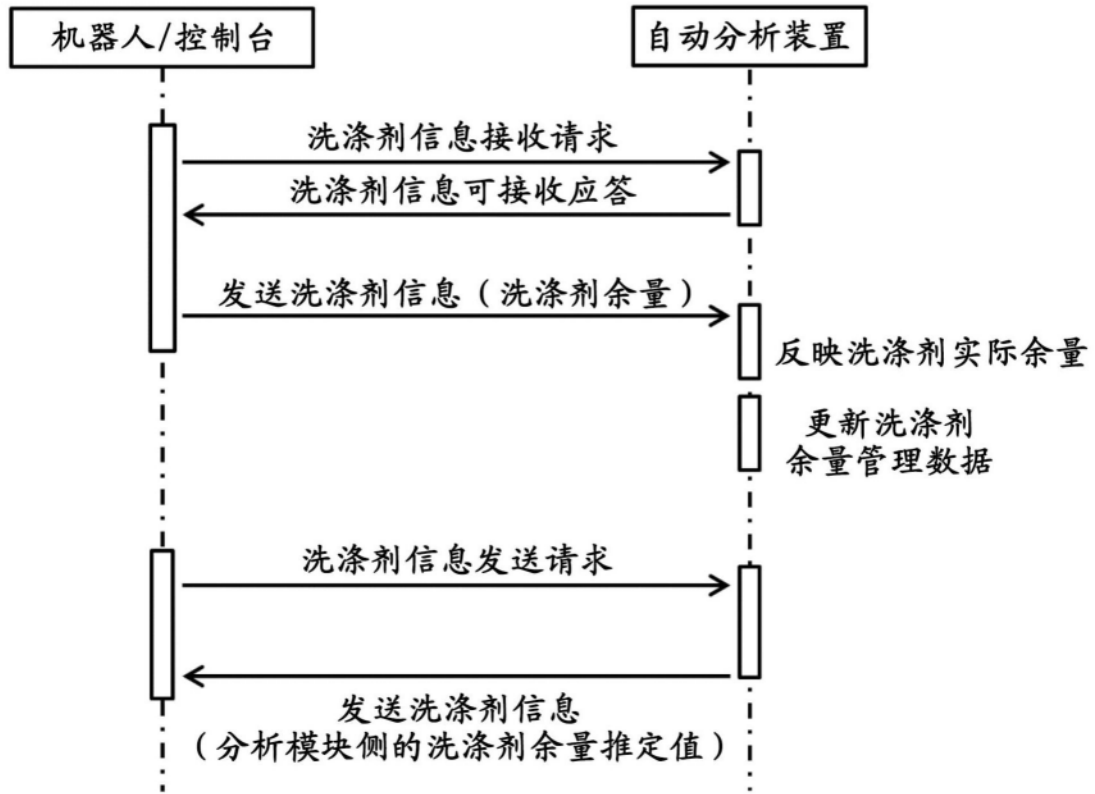 机器人/控制台
自动分析装置
洗涤剂信息接收请求
洗涤剂信息可接收应答
发送洗涤剂信息（洗涤剂余量）
反映洗涤剂实际余量
更新洗涤剂
余量管理数据
洗涤剂信息发送请求
发送洗涤剂信息
（分析模块侧的洗涤剂余量推定值）